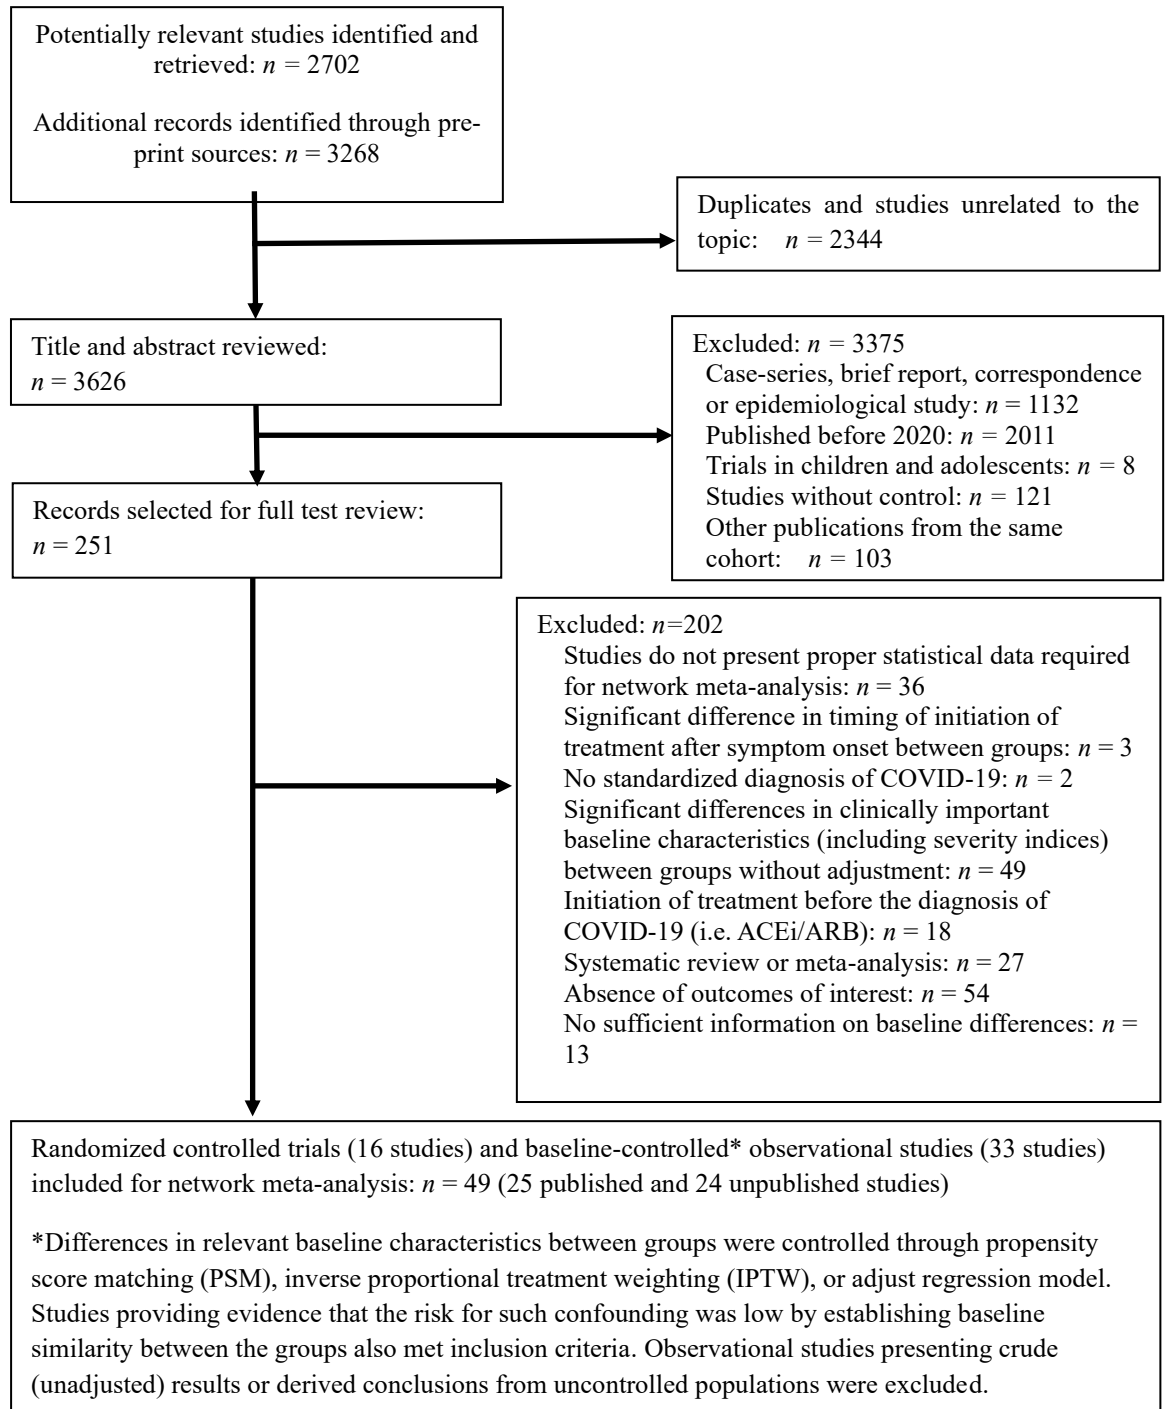 Potentially relevant studies identified and
retrieved: n = 2702
Additional records identified through pre-
print sources: n = 3268
Duplicates and studies unrelated to the
topic: n = 2344
Title and abstract reviewed:
n = 3626
Excluded: n = 3375
Case-series, brief report, correspondence
or epidemiological study: n = 1132
Published before 2020: n = 2011
Trials in children and adolescents: n = 8
Studies without control: n = 121
Other publications from the same
cohort: n = 103
Records selected for full test review:
n = 251
Excluded: n=202
Studies do not present proper statistical data required
for network meta-analysis: n = 36
Significant difference in timing of initiation of
treatment after symptom onset between groups: n = 3
No standardized diagnosis of COVID-19: n = 2
Significant differences in clinically important
baseline characteristics (including severity indices)
between groups without adjustment: n = 49
Initiation of treatment before the diagnosis of
COVID-19 (i.e. ACEi/ARB): n = 18
Systematic review or meta-analysis: n = 27
Absence of outcomes of interest: n = 54
No sufficient information on baseline differences: n =
13
Randomized controlled trials (16 studies) and baseline-controlled* observational studies (33 studies)
included for network meta-analysis: n = 49 (25 published and 24 unpublished studies)
*Differences in relevant baseline characteristics between groups were controlled through propensity
score matching (PSM), inverse proportional treatment weighting (IPTW), or adjust regression model.
Studies providing evidence that the risk for such confounding was low by establishing baseline
similarity between the groups also met inclusion criteria. Observational studies presenting crude
(unadjusted) results or derived conclusions from uncontrolled populations were excluded.